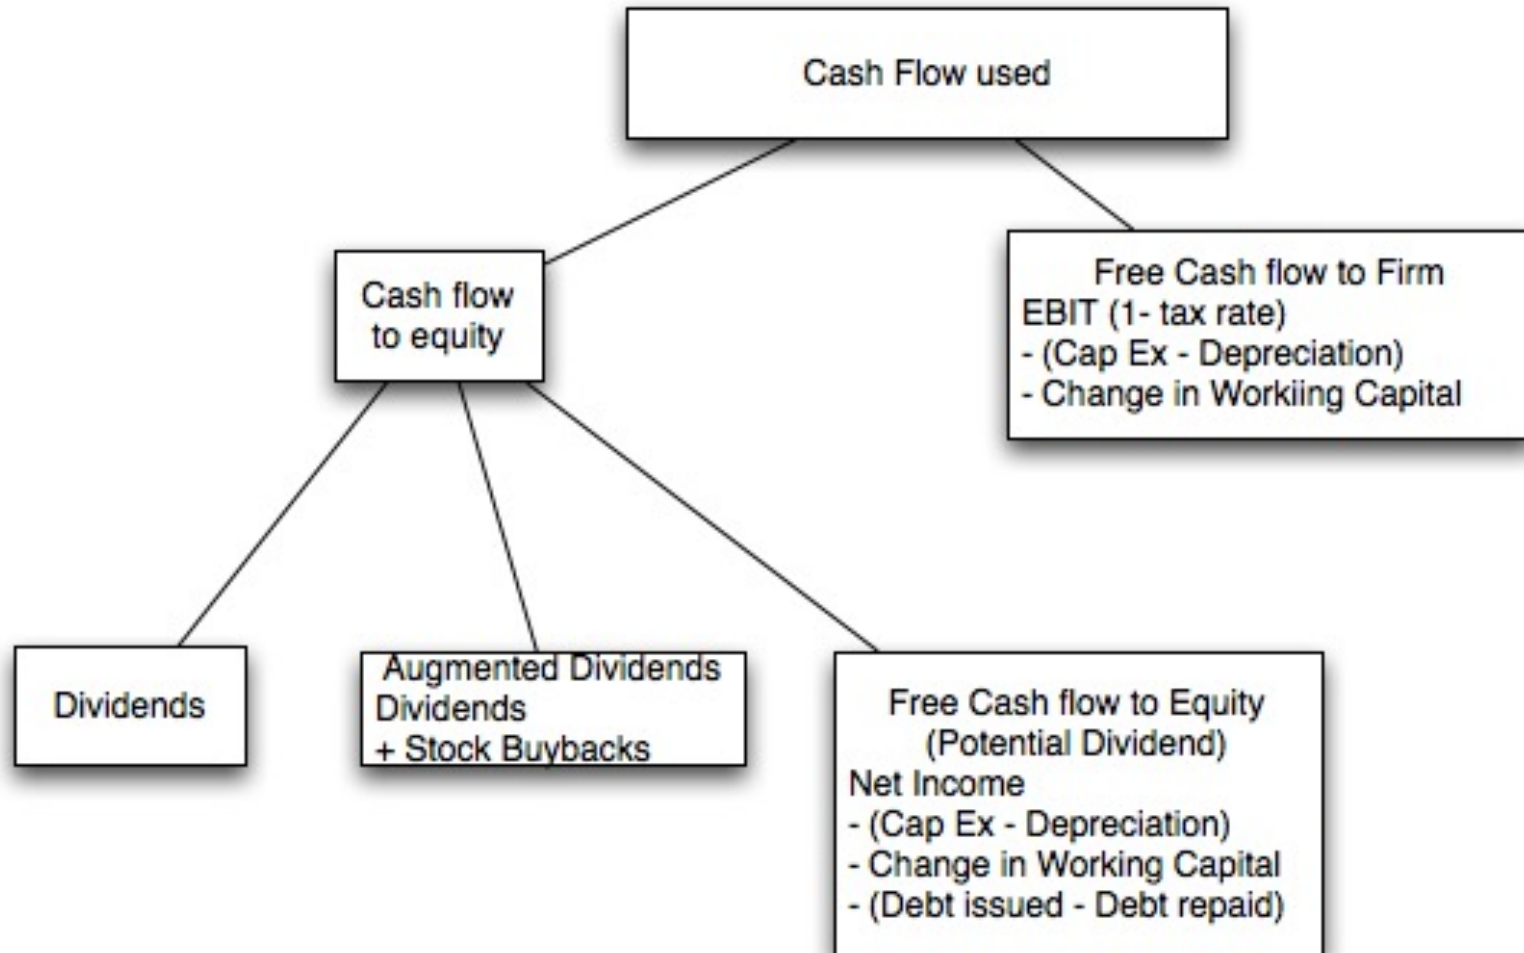 Cash Flow used
Cash flow
to equity
Free Cash flow to Firm
EBIT (1- tax rate)
- (Cap Ex - Depreciation)
- Change in Workiing Capital
Dividends
Augmented Dividends
Dividends
+ Stock Buybacks
Free Cash flow to Equity
(Potential Dividend)
Net Income
- (Cap Ex - Depreciation)
- Change in Working Capital
- (Debt issued - Debt repaid)